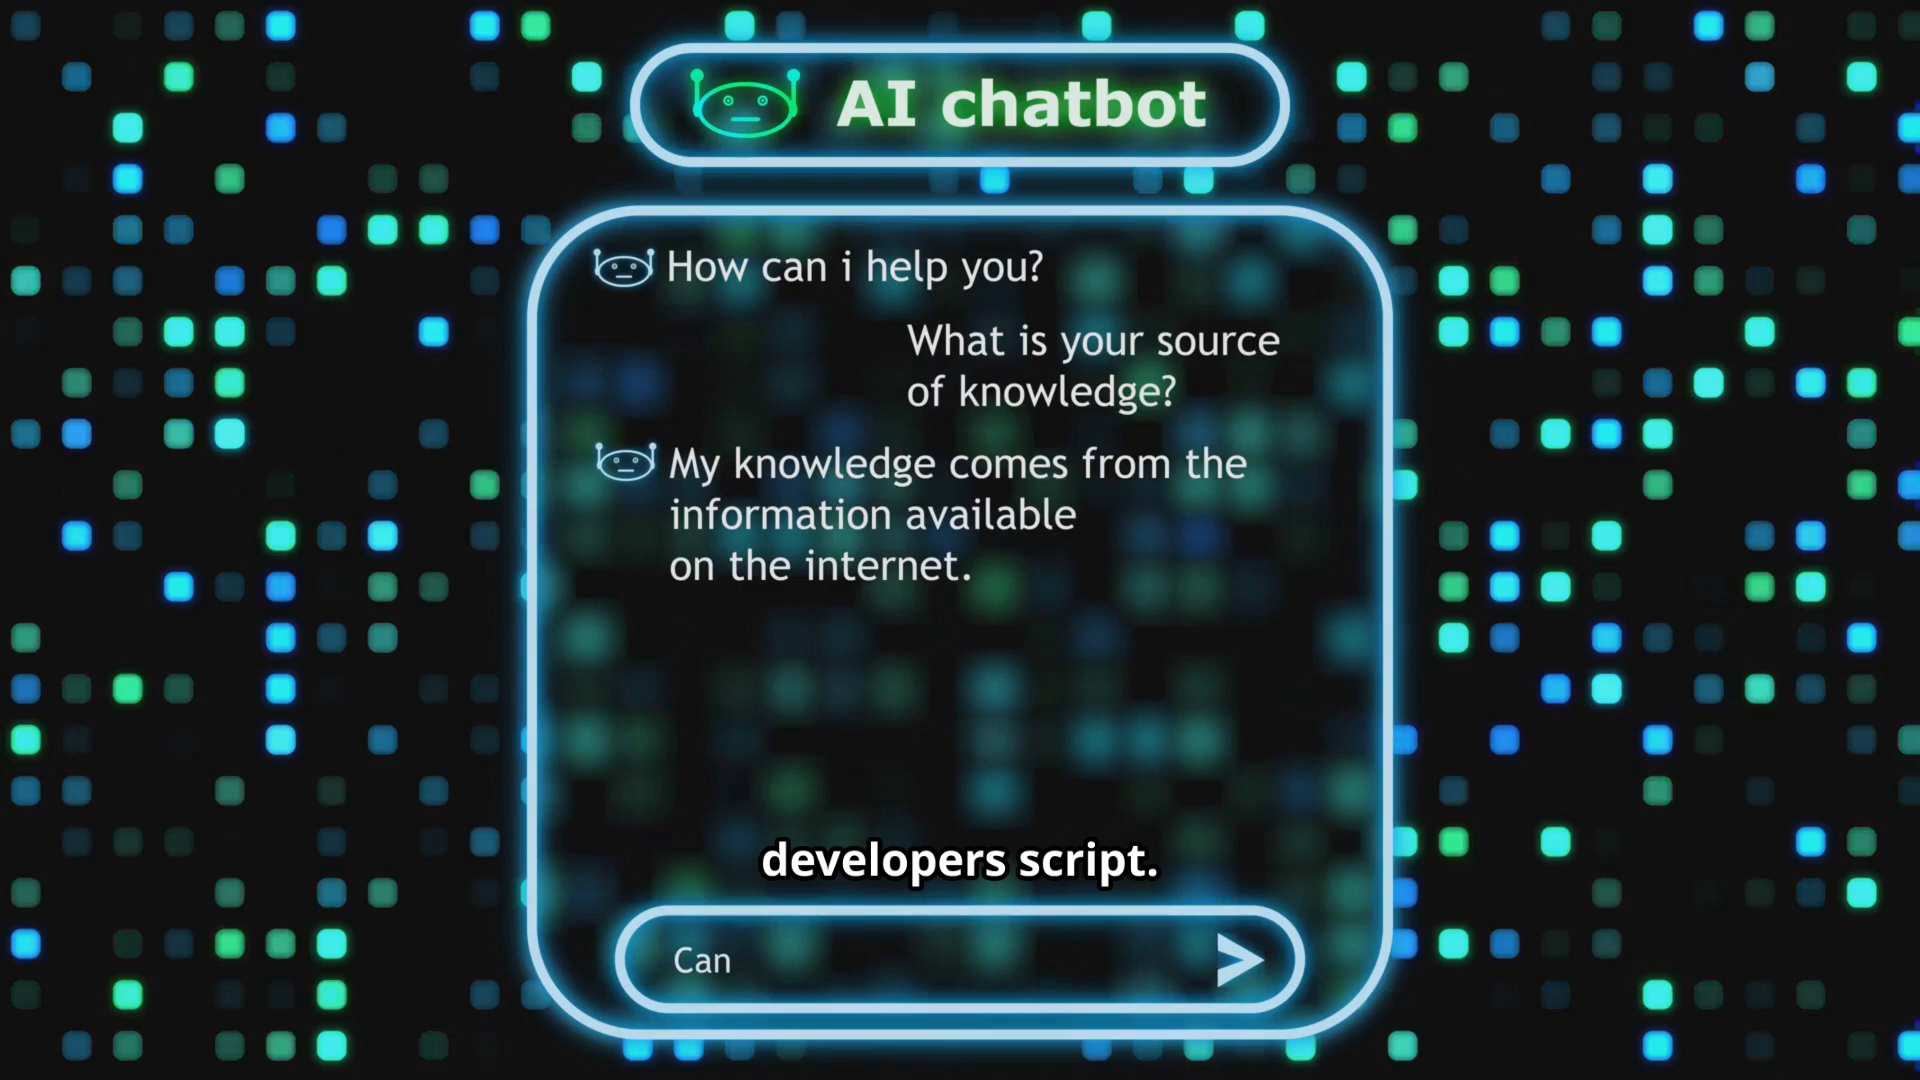 AI chatbot
How can i help you?
What is your source
of knowledge?
My knowledge comes from the
information available
on the internet.
developers script.
Can